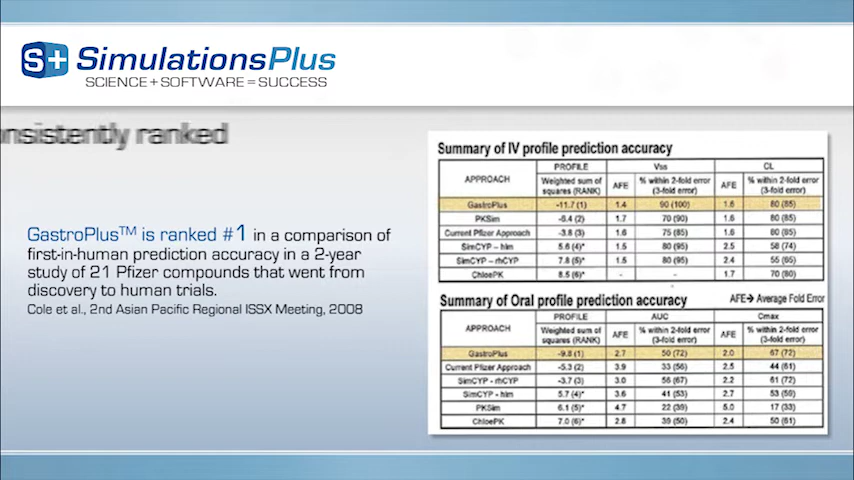 S+ SimulationsPlus
SCIENCE+SOFTWARE=SUCCESS
onsistently ranked
GastroPlus™ is ranked #1 in a comparison of
first-in-human prediction accuracy in a 2-year
study of 21 Pfizer compounds that went from
discovery to human trials.
Cole et al., 2nd Asian Pacific Regional ISSX Meeting, 2008
Summary of IV profile prediction accuracy
APPROACH PROFILE Vss CL
Weighted sum of squares (RANK) AFE % within 2-fold error (3-fold error) AFE % within 2-fold error (3-fold error)
GastroPlus -11.7 (1) 1.4 90 (100) 1.6 80 (85)
PKSim -6.4 (2) 1.7 70 (90) 1.6 80 (85)
Current Pfizer Approach -3.8 (3) 1.6 75 (85) 1.6 80 (95)
SimCYP - hlm 5.6 (4)* 1.5 80 (95) 2.5 58 (74)
SimCYP - rhCYP 7.8 (5)* 1.5 80 (95) 2.4 55 (95)
ChloePK 8.5 (6)* - - 1.7 70 (80)
Summary of Oral profile prediction accuracy AFE→ Average Fold Error
APPROACH PROFILE AUC Cmax
Weighted sum of squares (RANK) AFE % within 2-fold error (3-fold error) AFE % within 2-fold error (3-fold error)
GastroPlus -9.8 (1) 2.7 50 (72) 2.0 67 (72)
Current Pfizer Approach -5.3 (2) 3.9 33 (56) 2.5 44 (61)
SimCYP - rhCYP -3.7 (3) 3.0 56 (67) 2.2 61 (72)
SimCYP - hlm 5.7 (4)* 3.6 41 (53) 2.7 53 (59)
PKSim 6.1 (5)* 4.7 22 (39) 5.0 17 (33)
ChloePK 7.0 (6)* 2.8 39 (50) 2.4 50 (61)